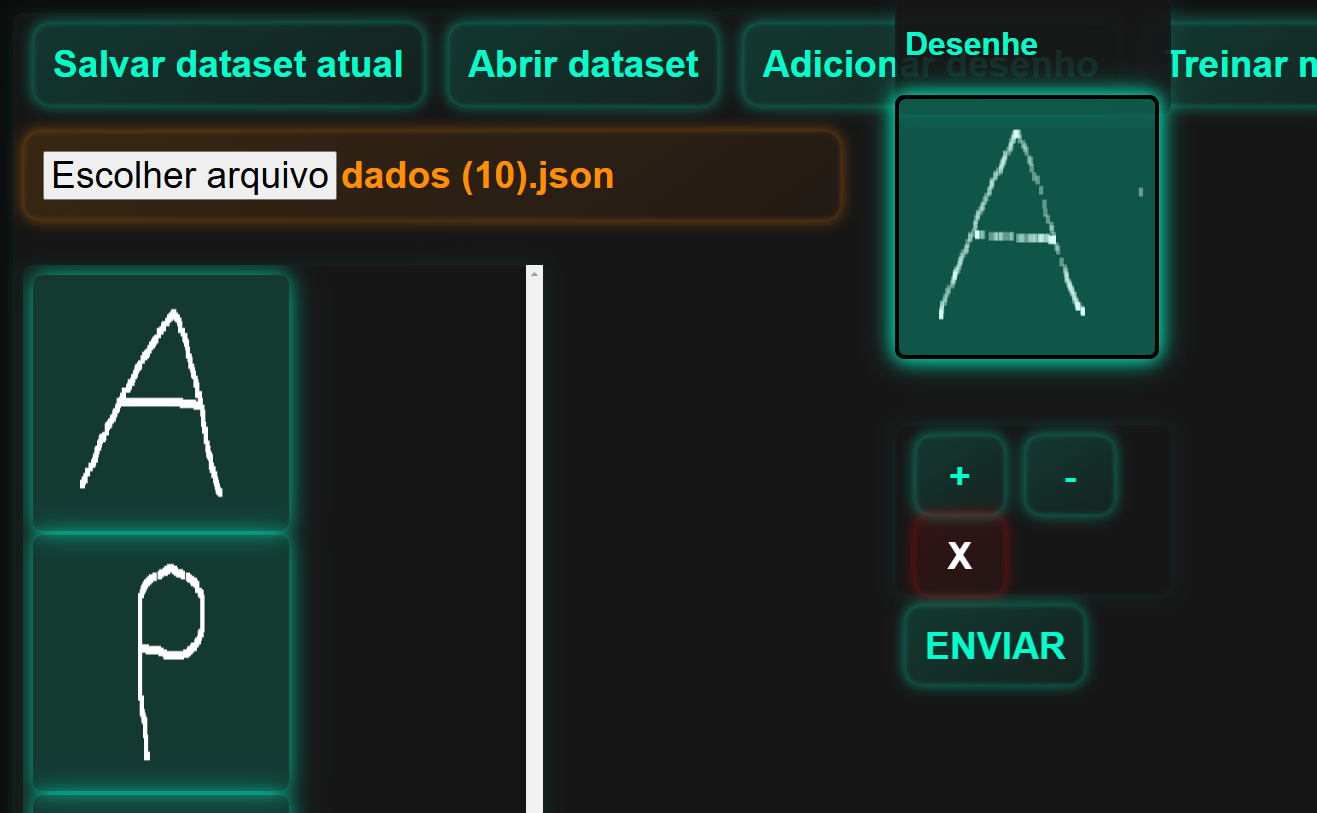 Salvar dataset atual
Abrir dataset
Adicionar desenho
Treinar
Desenhe
Escolher arquivo dados (10).json
A
A
P
+
-
X
ENVIAR